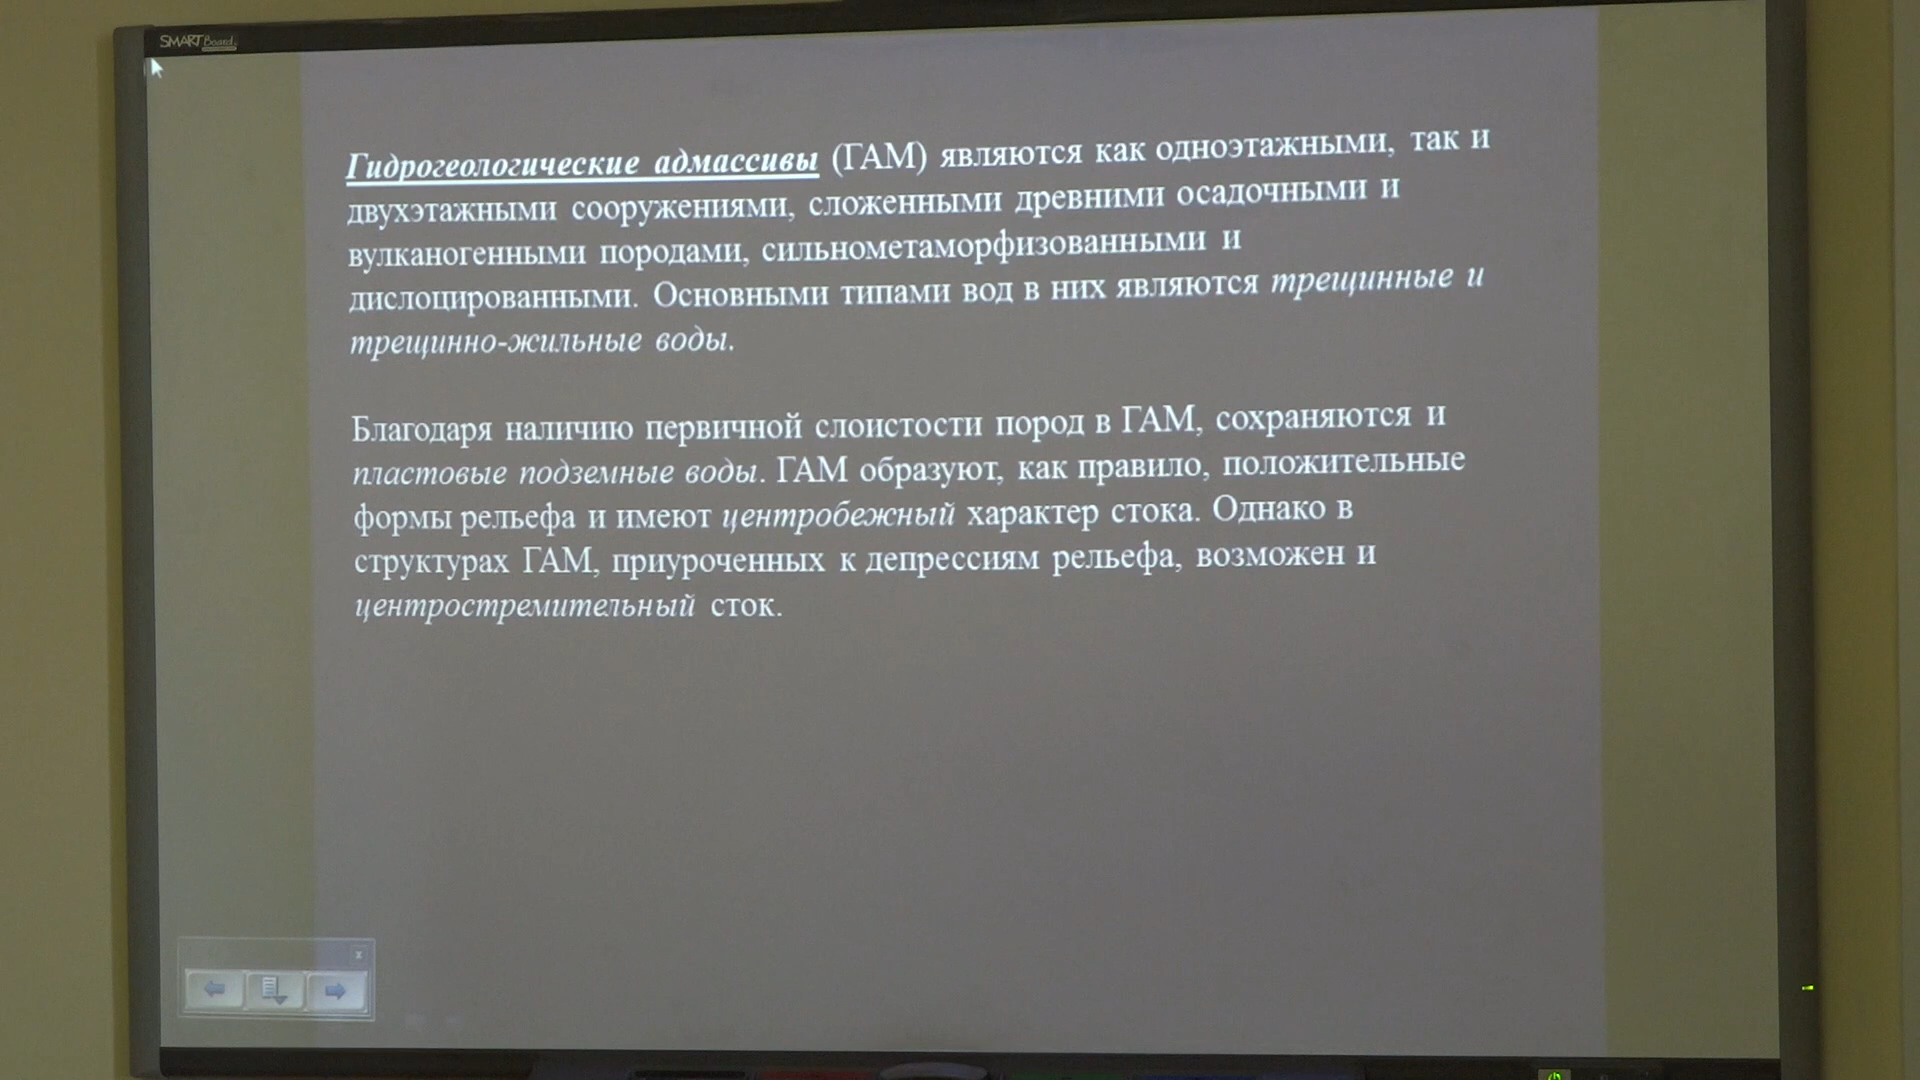 SMART Board
Гидрогеологические адмассивы (ГАМ) являются как одноэтажными, так и
двухэтажными сооружениями, сложенными древними осадочными и
вулканогенными породами, сильнометаморфизованными и
дислоцированными. Основными типами вод в них являются трещинные и
трещинно-жильные воды.
Благодаря наличию первичной слоистости пород в ГАМ, сохраняются и
пластовые подземные воды. ГАМ образуют, как правило, положительные
формы рельефа и имеют центробежный характер стока. Однако в
структурах ГАМ, приуроченных к депрессиям рельефа, возможен и
центростремительный сток.
x